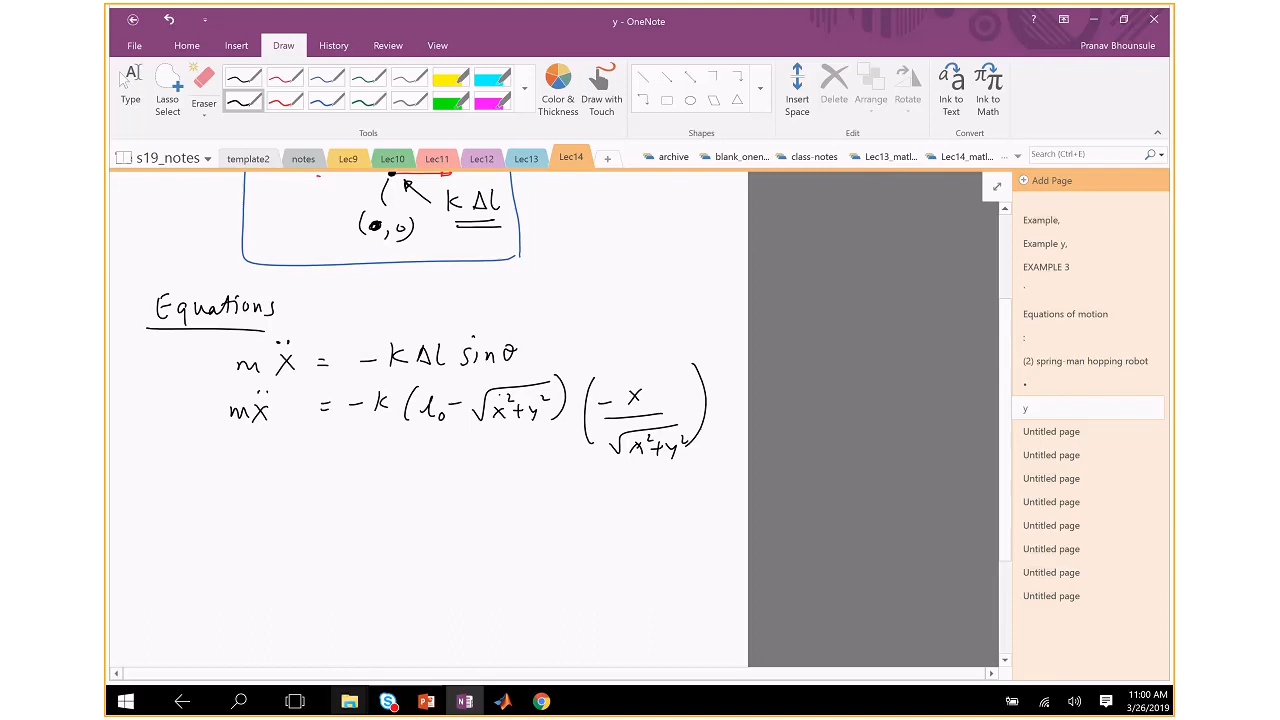 y - OneNote
?
File Home Insert Draw History Review View
Pranav Bhounsule
Type
Lasso Select
Eraser
Color & Thickness
Draw with Touch
Insert Space
Delete
Arrange
Rotate
Ink to Text
Ink to Math
Tools
Shapes
Edit
Convert
s19_notes template2 notes Lec9 Lec10 Lec11 Lec12 Lec13 Lec14 + archive blank_onen... class-notes Lec13_matl... Lec14_matl... ...
Search (Ctrl+E)
Add Page
Example,
Example y,
EXAMPLE 3
`
Equations of motion
:
(2) spring-man hopping robot
•
y
Untitled page
Untitled page
Untitled page
Untitled page
Untitled page
Untitled page
Untitled page
Untitled page
k Δl
(0, 0)
Equations
m ẍ = - k Δl sinθ
mẍ = - k (l₀ - √(x²+y²)) (- x / √(x²+y²))
11:00 AM
3/26/2019